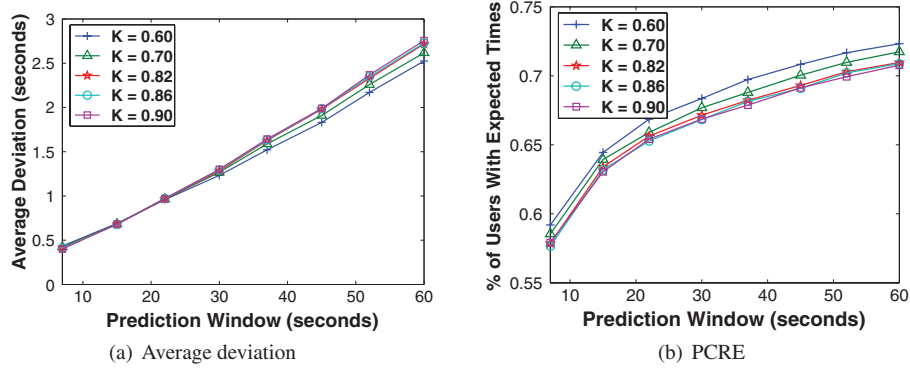 3
2.5
2
1.5
1
0.5
0
Average Deviation (seconds)
K = 0.60
K = 0.70
K = 0.82
K = 0.86
K = 0.90
10 20 30 40 50 60
Prediction Window (seconds)
(a) Average deviation
0.75
0.7
0.65
0.6
0.55
% of Users With Expected Times
K = 0.60
K = 0.70
K = 0.82
K = 0.86
K = 0.90
10 20 30 40 50 60
Prediction Window (seconds)
(b) PCRE